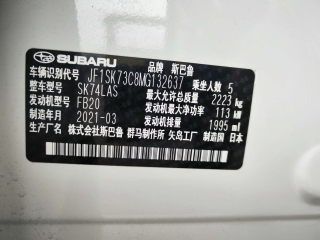 SUBARU 品牌 斯巴鲁
车辆识别代号 JF1SK73C8MG132637 乘坐人数 5
整车型号 SK74LAS 最大允许总质量 2223 kg
发动机型号 FB20 发动机最大净功率 113 kW
制造年月 2021-03 发动机排量 1995 ml
株式会社斯巴鲁 群马制作所 矢岛工厂 制造国 日本